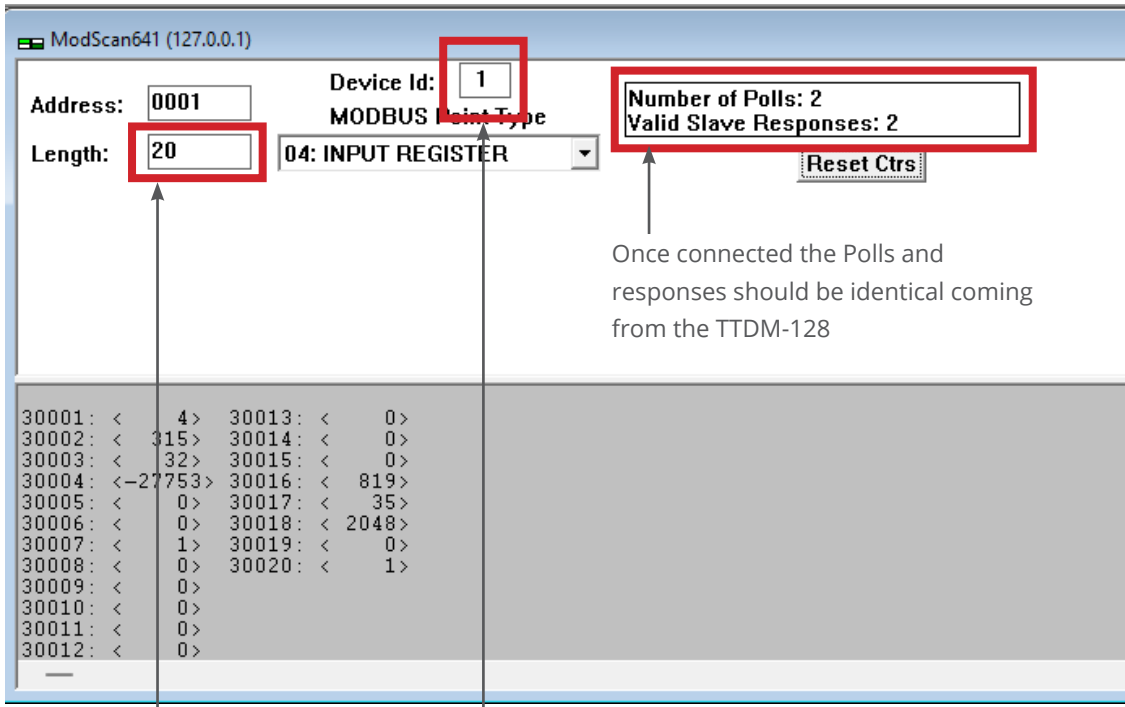 ModScan641 (127.0.0.1)
Address: 0001
Device Id: 1
MODBUS Point Type
Length: 20
04: INPUT REGISTER
Number of Polls: 2
Valid Slave Responses: 2
Reset Ctrs
Once connected the Polls and
responses should be identical coming
from the TTDM-128
30001: <     4>  30013: <     0>
30002: <   315>  30014: <     0>
30003: <    32>  30015: <     0>
30004: <-27753>  30016: <   819>
30005: <     0>  30017: <    35>
30006: <     0>  30018: <  2048>
30007: <     1>  30019: <     0>
30008: <     0>  30020: <     1>
30009: <     0>
30010: <     0>
30011: <     0>
30012: <     0>